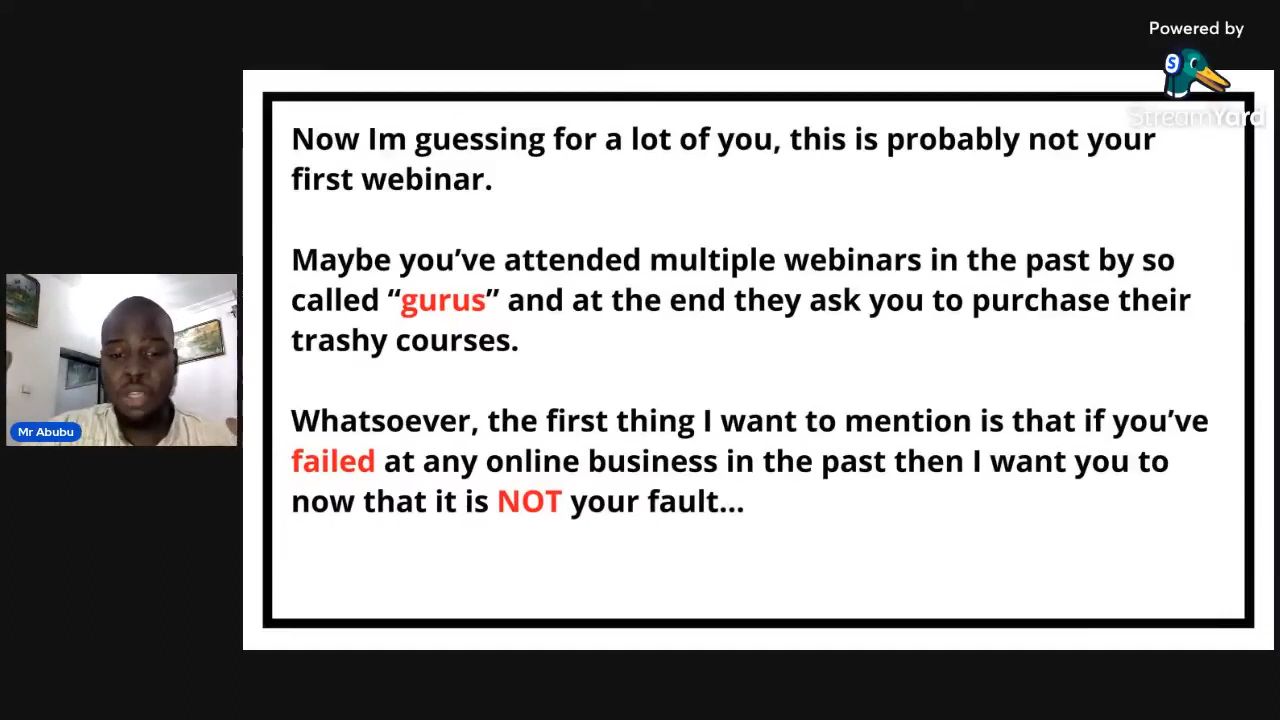 Powered by
StreamYard
Now Im guessing for a lot of you, this is probably not your
first webinar.
Maybe you’ve attended multiple webinars in the past by so
called “gurus” and at the end they ask you to purchase their
trashy courses.
Whatsoever, the first thing I want to mention is that if you’ve
failed at any online business in the past then I want you to
now that it is NOT your fault...
Mr Abubu